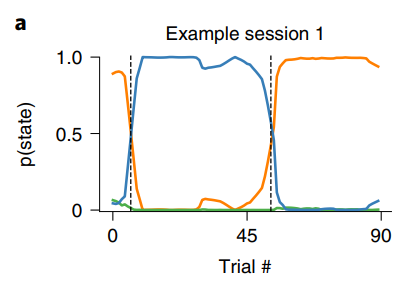 a
Example session 1
1.0
0.5
0
p(state)
0
45
90
Trial #